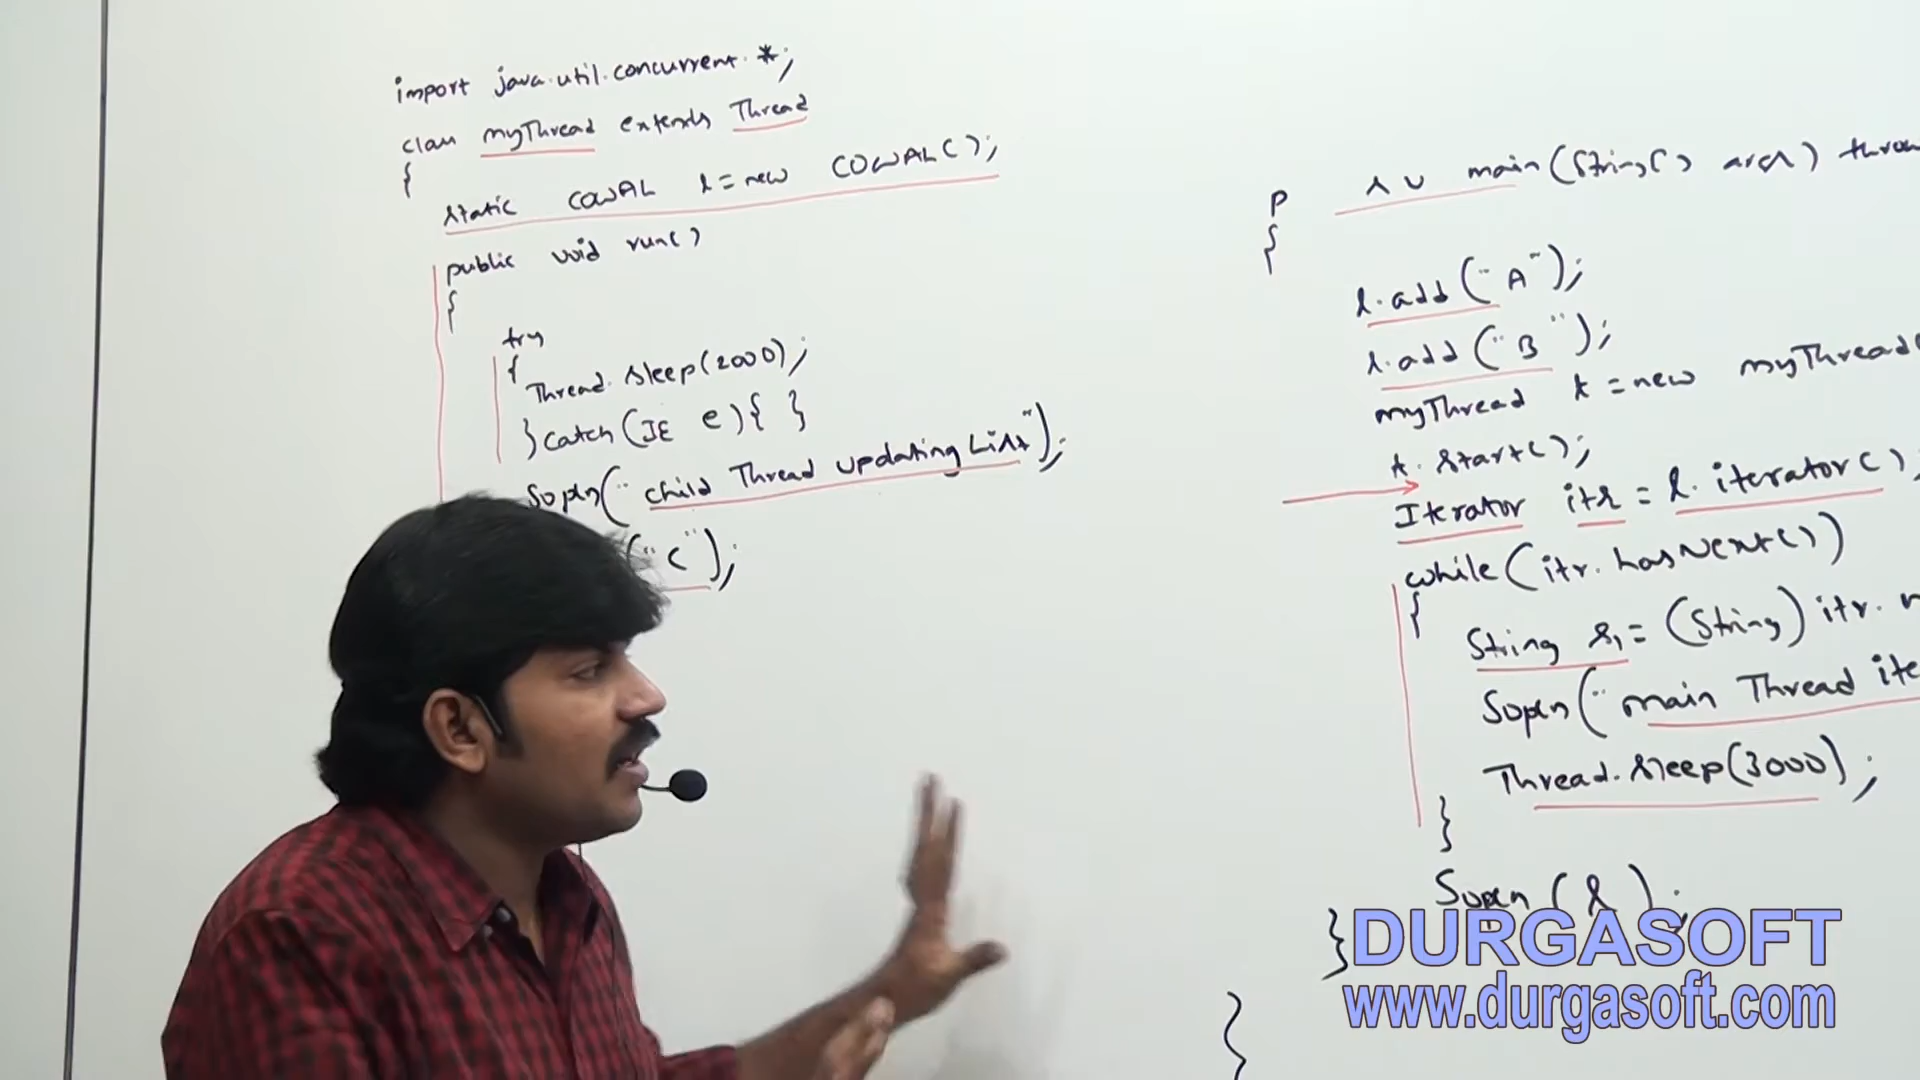 import java.util.concurrent.*;
class myThread extends Thread
{
static COWAL l = new COWAL();
public void run()
{
try
{
Thread.sleep(2000);
}catch(IE e){ }
Sopln("child Thread updating List");
("C");
p s v main(String[] args) throw
{
l.add("A");
l.add("B");
myThread t = new myThread(
t.start();
Iterator itr = l.iterator();
while(itr.hasNext())
{
String s1 = (String) itr.n
Sopln("main Thread ite
Thread.sleep(3000);
}
Sopln(l);
}
}
DURGASOFT
www.durgasoft.com